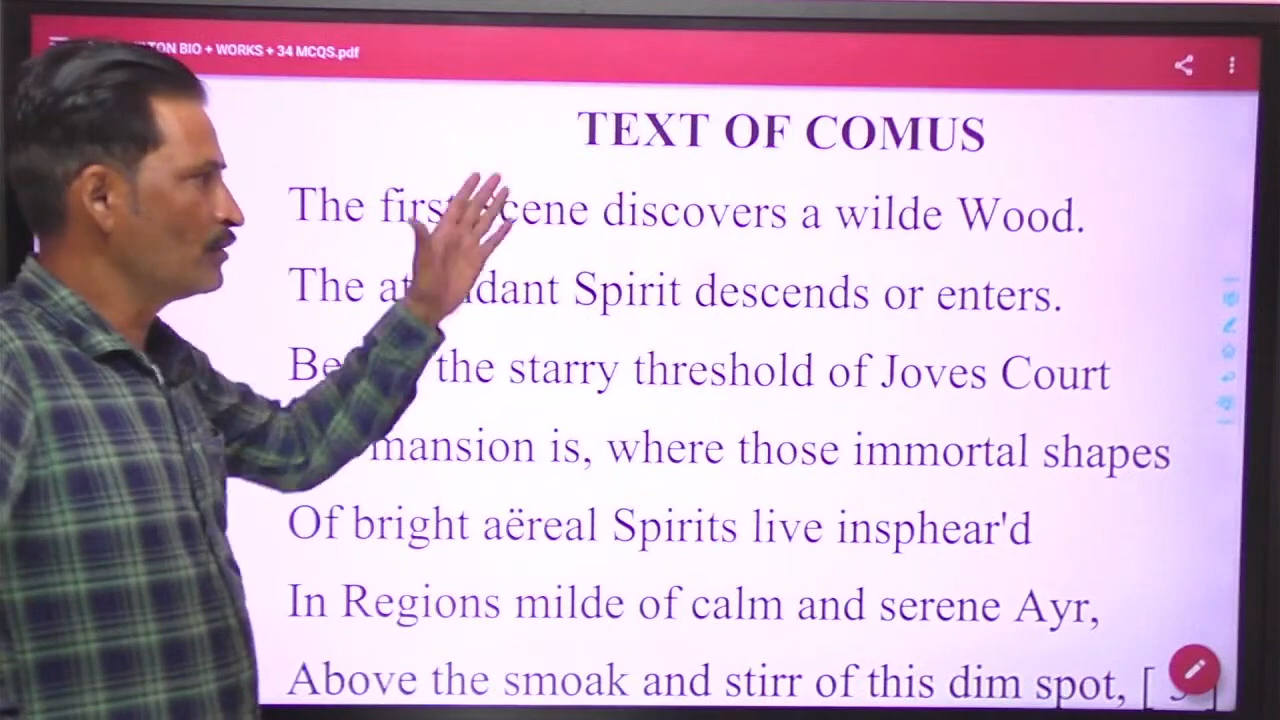 TON BIO + WORKS + 34 MCQS.pdf
TEXT OF COMUS
The first cene discovers a wilde Wood.
The at dant Spirit descends or enters.
Be the starry threshold of Joves Court
mansion is, where those immortal shapes
Of bright aëreal Spirits live insphear'd
In Regions milde of calm and serene Ayr,
Above the smoak and stirr of this dim spot, [ 5 ]